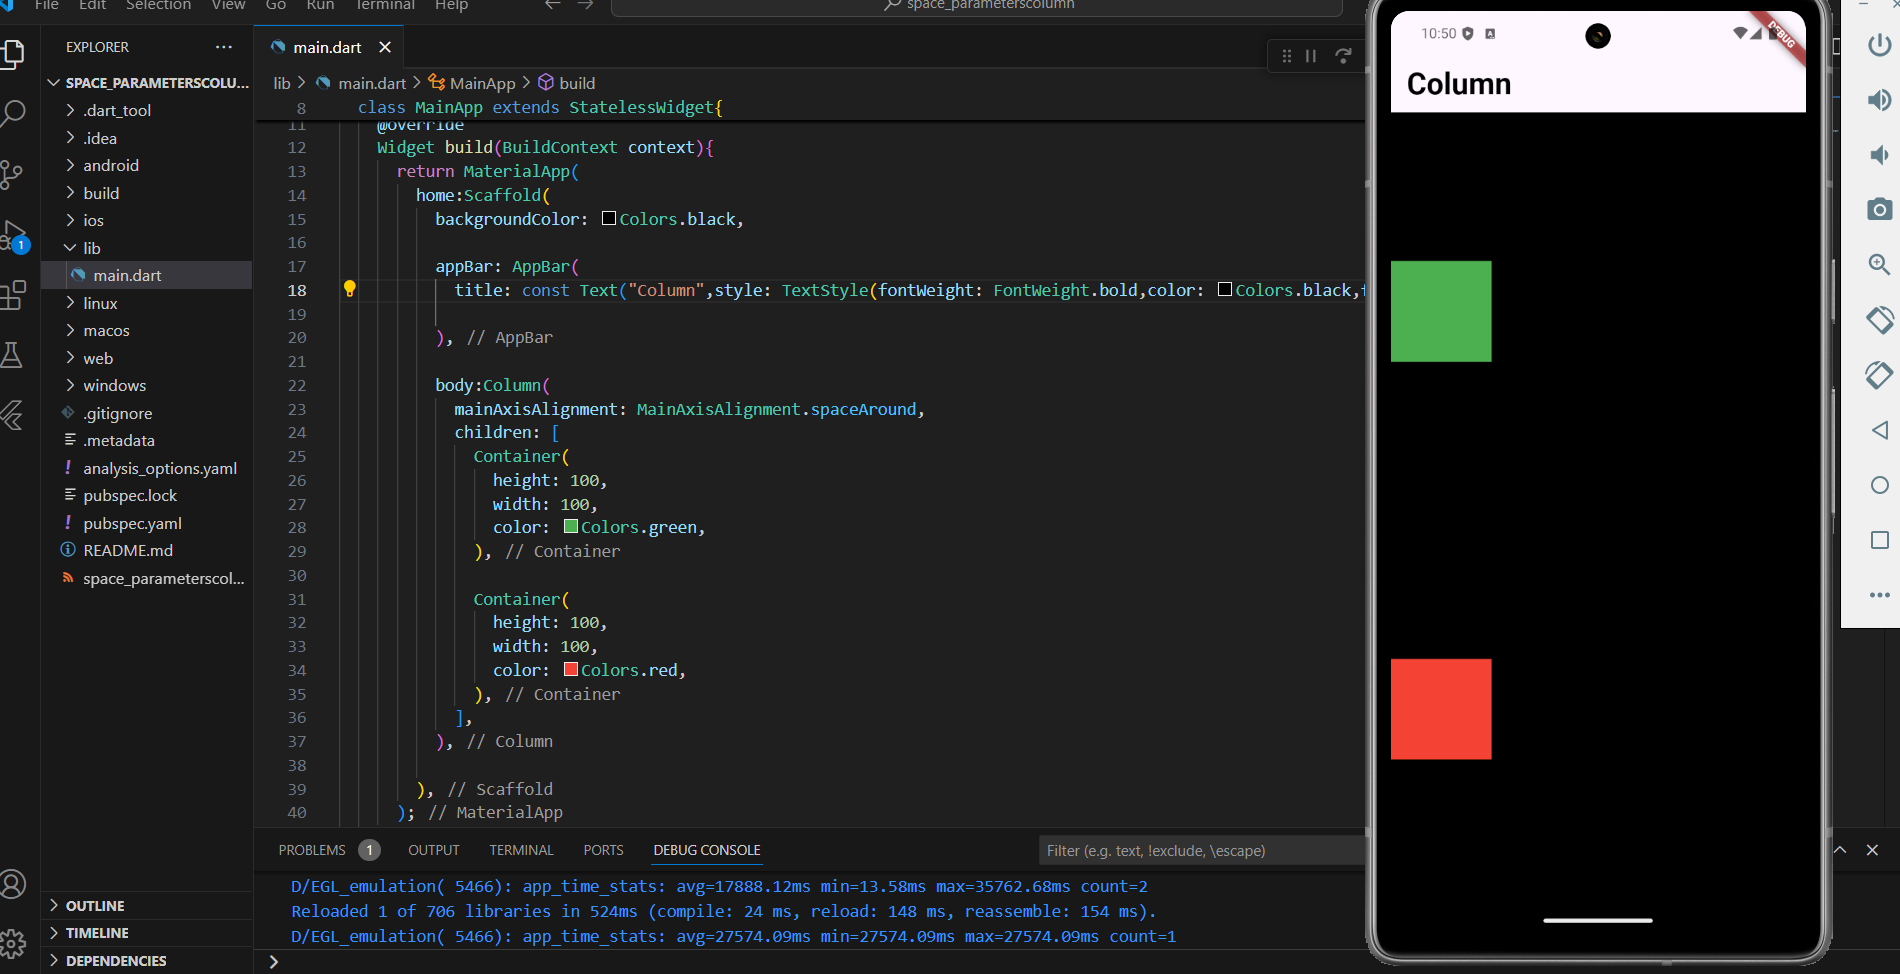 File Edit Selection View Go Run Terminal Help
space_parameterscolumn
EXPLORER
SPACE_PARAMETERSCOLU...
.dart_tool
.idea
android
build
ios
lib
main.dart
linux
macos
web
windows
.gitignore
.metadata
analysis_options.yaml
pubspec.lock
pubspec.yaml
README.md
space_parameterscol...
OUTLINE
TIMELINE
DEPENDENCIES
1
main.dart
lib > main.dart > MainApp > build
8 class MainApp extends StatelessWidget{
11 @override
12 Widget build(BuildContext context){
13 return MaterialApp(
14 home:Scaffold(
15 backgroundColor: Colors.black,
16
17 appBar: AppBar(
18 title: const Text("Column",style: TextStyle(fontWeight: FontWeight.bold,color: Colors.black,
19
20 ), // AppBar
21
22 body:Column(
23 mainAxisAlignment: MainAxisAlignment.spaceAround,
24 children: [
25 Container(
26 height: 100,
27 width: 100,
28 color: Colors.green,
29 ), // Container
30
31 Container(
32 height: 100,
33 width: 100,
34 color: Colors.red,
35 ), // Container
36 ],
37 ), // Column
38
39 ), // Scaffold
40 ); // MaterialApp
PROBLEMS 1 OUTPUT TERMINAL PORTS DEBUG CONSOLE
Filter (e.g. text, !exclude, \escape)
D/EGL_emulation( 5466): app_time_stats: avg=17888.12ms min=13.58ms max=35762.68ms count=2
Reloaded 1 of 706 libraries in 524ms (compile: 24 ms, reload: 148 ms, reassemble: 154 ms).
D/EGL_emulation( 5466): app_time_stats: avg=27574.09ms min=27574.09ms max=27574.09ms count=1
10:50
DEBUG
Column